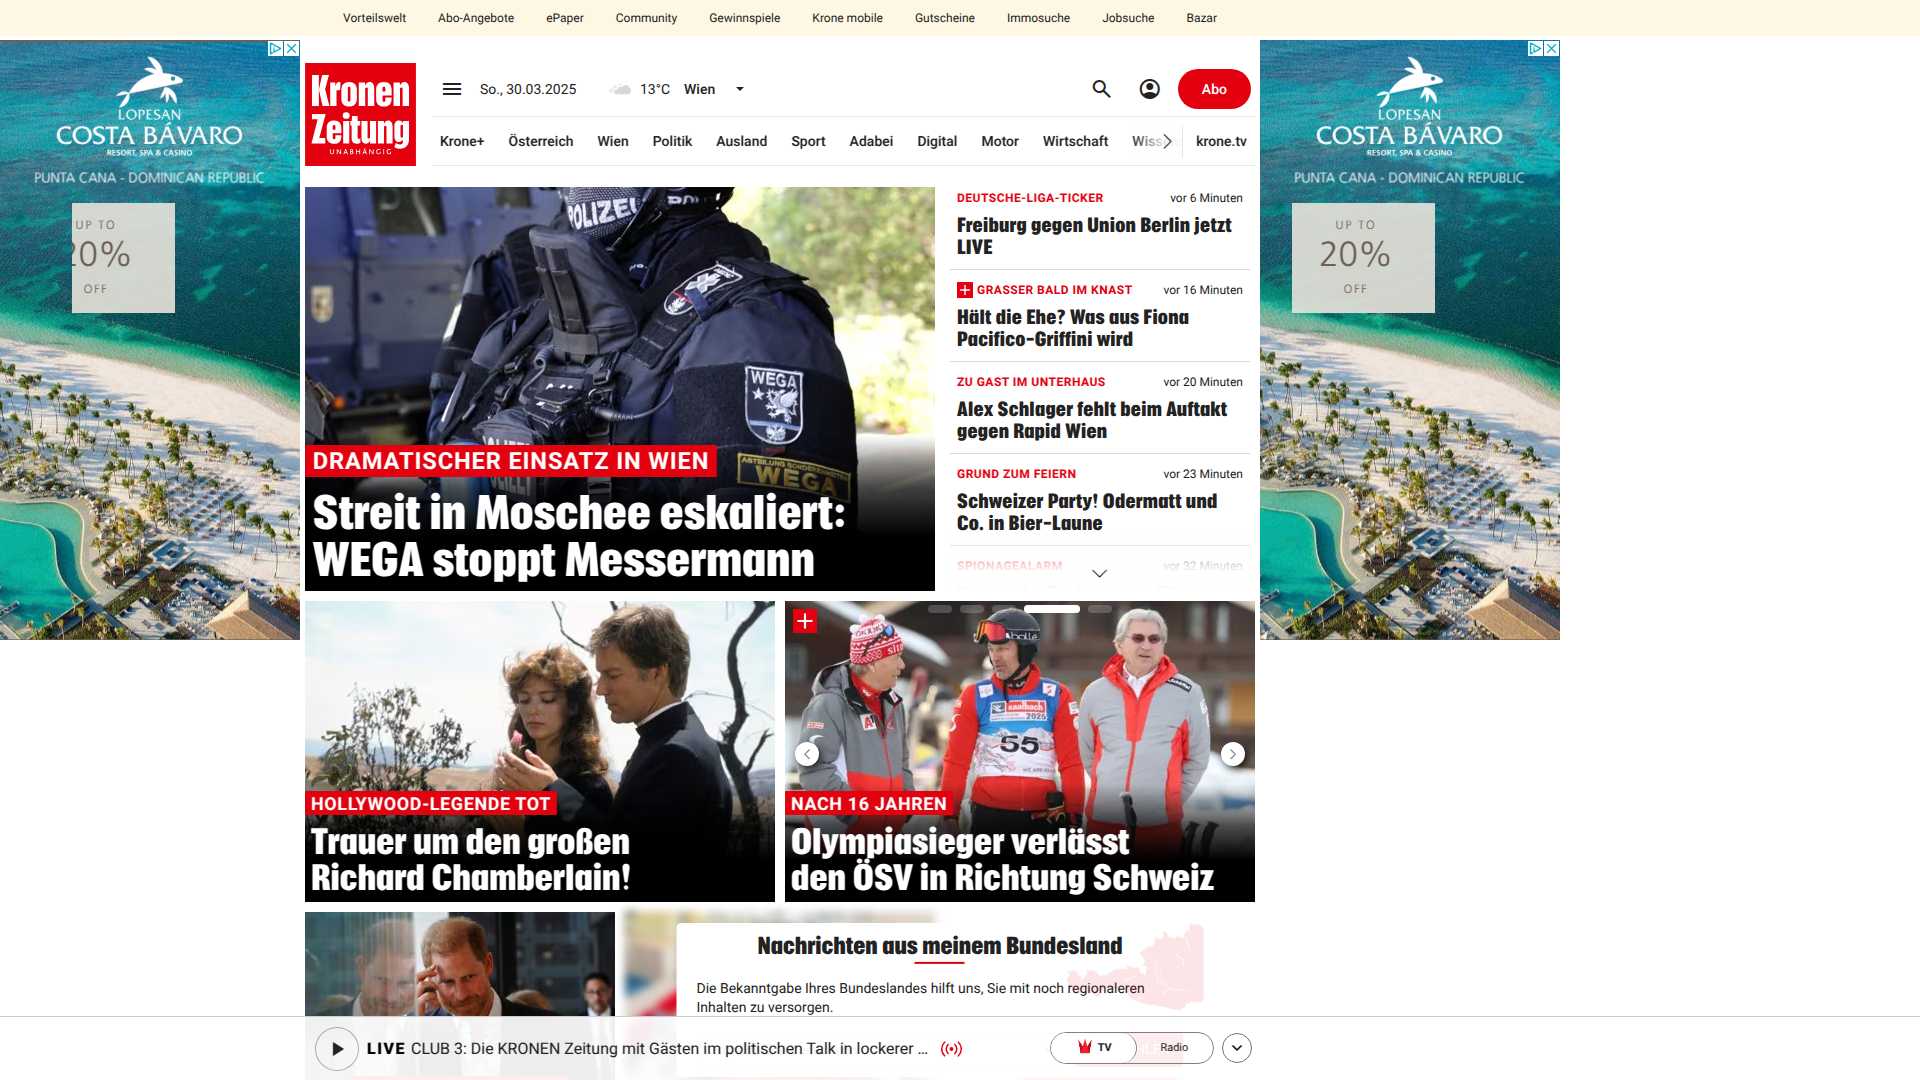 Vorteilswelt Abo-Angebote ePaper Community Gewinnspiele Krone mobile Gutscheine Immosuche Jobsuche Bazar
LOPESAN
COSTA BÁVARO
RESORT, SPA & CASINO
PUNTA CANA - DOMINICAN REPUBLIC
UP TO
20%
OFF
Kronen
Zeitung
UNABHÄNGIG
So., 30.03.2025 13°C Wien
Abo
Krone+ Österreich Wien Politik Ausland Sport Adabei Digital Motor Wirtschaft Wiss krone.tv
LOPESAN
COSTA BÁVARO
RESORT, SPA & CASINO
PUNTA CANA - DOMINICAN REPUBLIC
UP TO
20%
OFF
POLIZEI
WEGA
WEGA
DRAMATISCHER EINSATZ IN WIEN
Streit in Moschee eskaliert:
WEGA stoppt Messermann
DEUTSCHE-LIGA-TICKER vor 6 Minuten
Freiburg gegen Union Berlin jetzt
LIVE
GRASSER BALD IM KNAST vor 16 Minuten
Hält die Ehe? Was aus Fiona
Pacifico-Griffini wird
ZU GAST IM UNTERHAUS vor 20 Minuten
Alex Schlager fehlt beim Auftakt
gegen Rapid Wien
GRUND ZUM FEIERN vor 23 Minuten
Schweizer Party! Odermatt und
Co. in Bier-Laune
SPIONAGEALARM vor 32 Minuten
HOLLYWOOD-LEGENDE TOT
Trauer um den großen
Richard Chamberlain!
saalbach
2025
55
NACH 16 JAHREN
Olympiasieger verlässt
den ÖSV in Richtung Schweiz
Nachrichten aus meinem Bundesland
Die Bekanntgabe Ihres Bundeslandes hilft uns, Sie mit noch regionaleren
Inhalten zu versorgen.
LIVE CLUB 3: Die KRONEN Zeitung mit Gästen im politischen Talk in lockerer ...
TV Radio